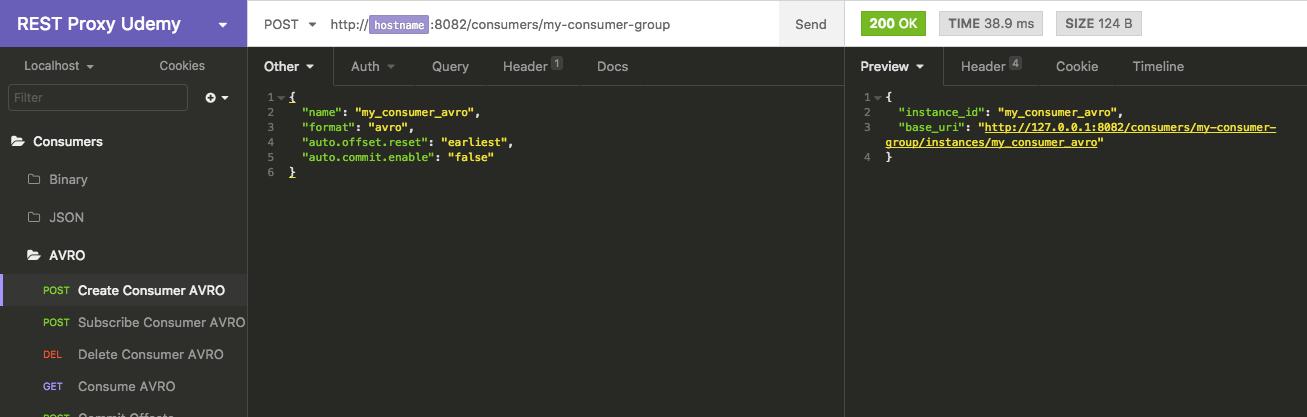 REST Proxy Udemy
POST http://hostname:8082/consumers/my-consumer-group Send
200 OK TIME 38.9 ms SIZE 124 B
Localhost Cookies
Filter
Consumers
Binary
JSON
AVRO
POST Create Consumer AVRO
POST Subscribe Consumer AVRO
DEL Delete Consumer AVRO
GET Consume AVRO
POST Commit Offsets
Other Auth Query Header 1 Docs
1 {
2 "name": "my_consumer_avro",
3 "format": "avro",
4 "auto.offset.reset": "earliest",
5 "auto.commit.enable": "false"
6 }
Preview Header 4 Cookie Timeline
1 {
2 "instance_id": "my_consumer_avro",
3 "base_uri": "http://127.0.0.1:8082/consumers/my-consumer-
group/instances/my_consumer_avro"
4 }